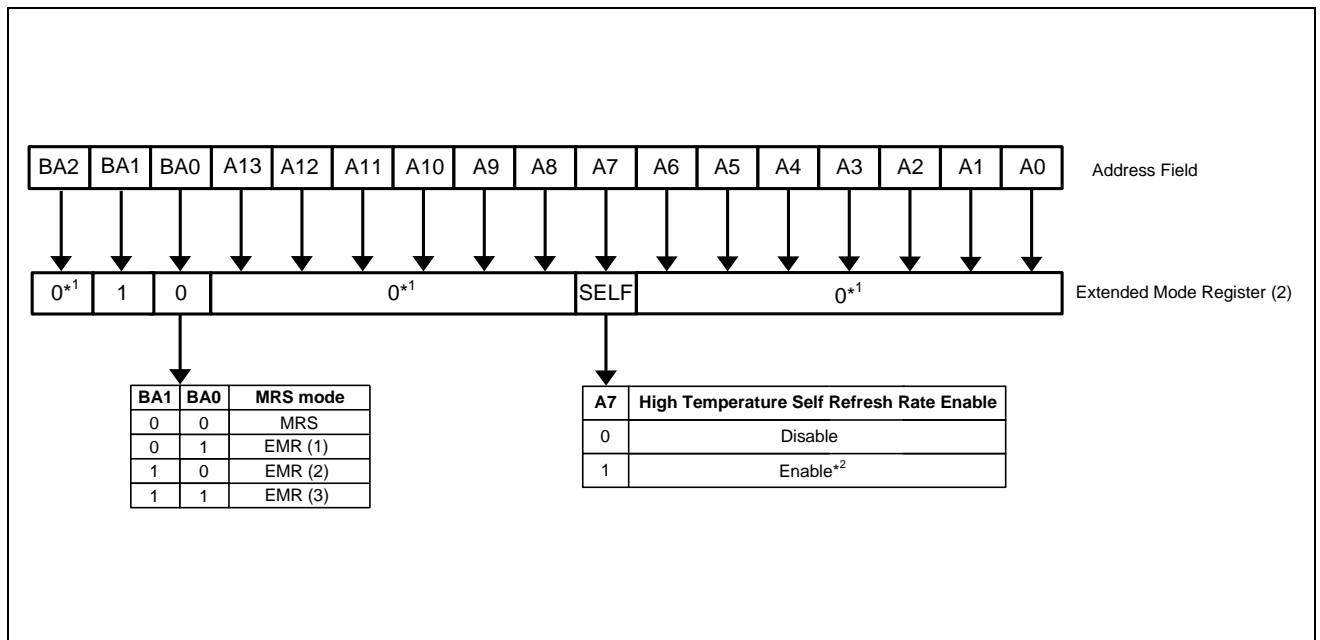 BA2 BA1 BA0 A13 A12 A11 A10 A9 A8 A7 A6 A5 A4 A3 A2 A1 A0 Address Field
0*1 1 0 0*1 SELF 0*1 Extended Mode Register (2)
BA1 BA0 MRS mode
0 0 MRS
0 1 EMR (1)
1 0 EMR (2)
1 1 EMR (3)
A7 High Temperature Self Refresh Rate Enable
0 Disable
1 Enable*2